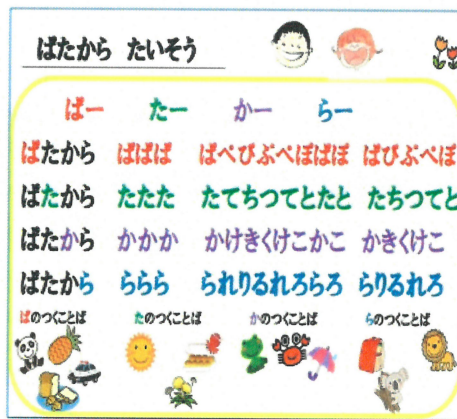 ぱたから たいそう
ぱー たー かー らー
ぱたから ぱぱぱ ぱぺぴぷぺぽぱぽ ぱぴぷぺぽ
ぱたから たたた たてちつてとたと たちつてと
ぱたから かかか かけきくけこかこ かきくけこ
ぱたから ららら られりるれろらろ らりるれろ
ぱのつくことば たのつくことば かのつくことば らのつくことば